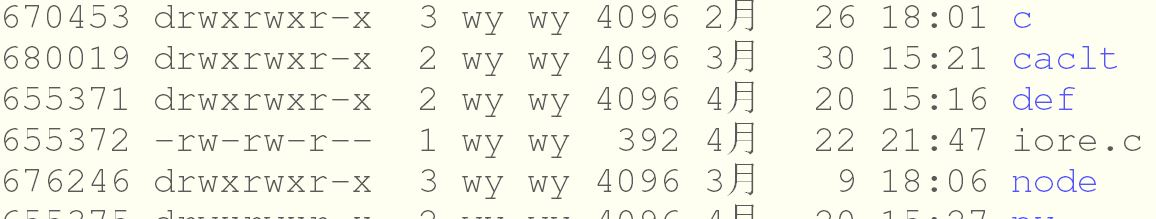 670453 drwxrwxr-x  3 wy wy 4096 2月   26 18:01 c
680019 drwxrwxr-x  2 wy wy 4096 3月   30 15:21 caclt
655371 drwxrwxr-x  2 wy wy 4096 4月   20 15:16 def
655372 -rw-rw-r--  1 wy wy  392 4月   22 21:47 iore.c
676246 drwxrwxr-x  3 wy wy 4096 3月    9 18:06 node